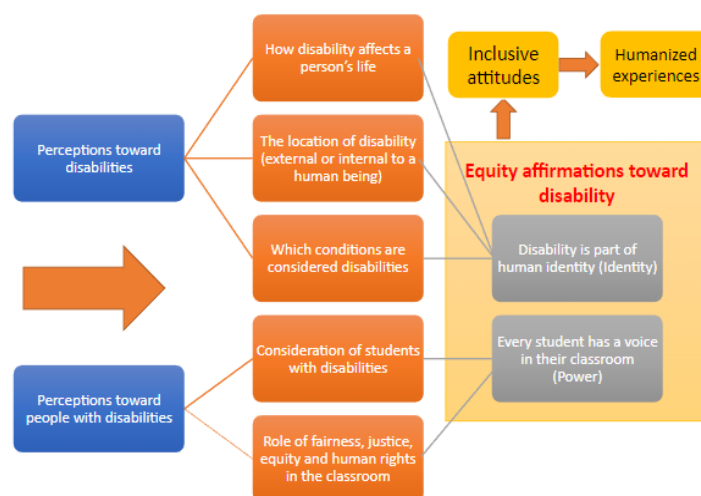 How disability affects a
person's life
Inclusive
attitudes
Humanized
experiences
Perceptions toward
disabilities
The location of disability
(external or internal to a
human being)
Equity affirmations toward
disability
Which conditions are
considered disabilities
Disability is part of
human identity (Identity)
Consideration of students
with disabilities
Every student has a voice
in their classroom
(Power)
Perceptions toward
people with disabilities
Role of fairness, justice,
equity and human rights
in the classroom